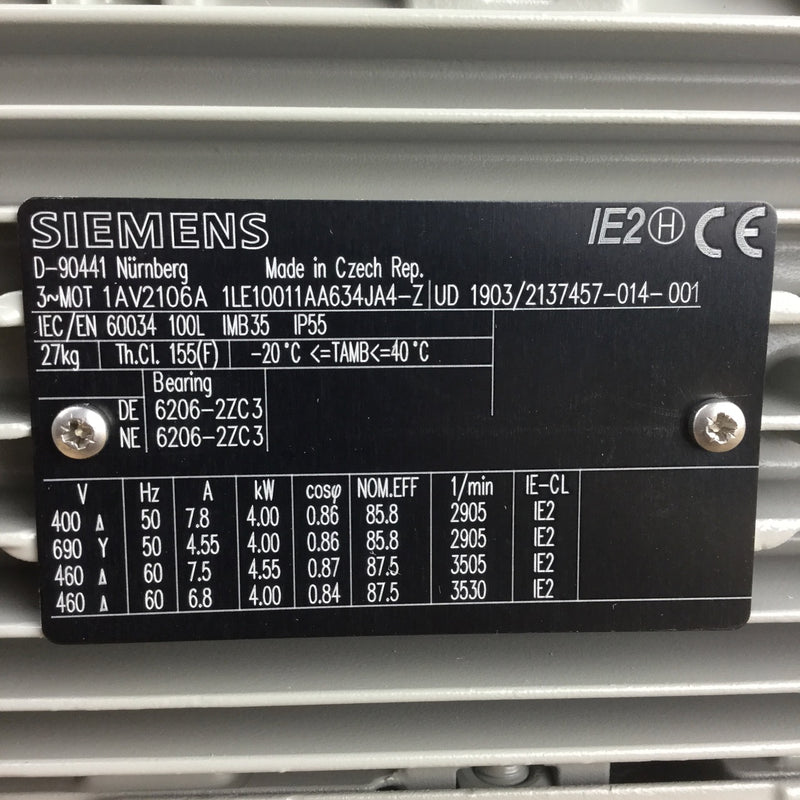 SIEMENS IE2 H CE
D-90441 Nürnberg Made in Czech Rep.
3~MOT 1AV2106A 1LE10011AA634JA4-Z UD 1903/2137457-014-001
IEC/EN 60034 100L IMB35 IP55
27kg Th.Cl. 155(F) -20°C <=TAMB<=40°C
Bearing
DE 6206-2ZC3
NE 6206-2ZC3
V Hz A kW cosφ NOM.EFF 1/min IE-CL
400 Δ 50 7.8 4.00 0.86 85.8 2905 IE2
690 Y 50 4.55 4.00 0.86 85.8 2905 IE2
460 Δ 60 7.5 4.55 0.87 87.5 3505 IE2
460 Δ 60 6.8 4.00 0.84 87.5 3530 IE2